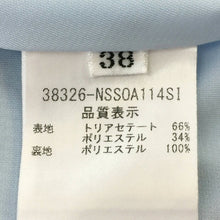 38
38326-NSSOA114SI
品質表示
表地 トリアセテート 66%
ポリエステル 34%
裏地 ポリエステル 100%